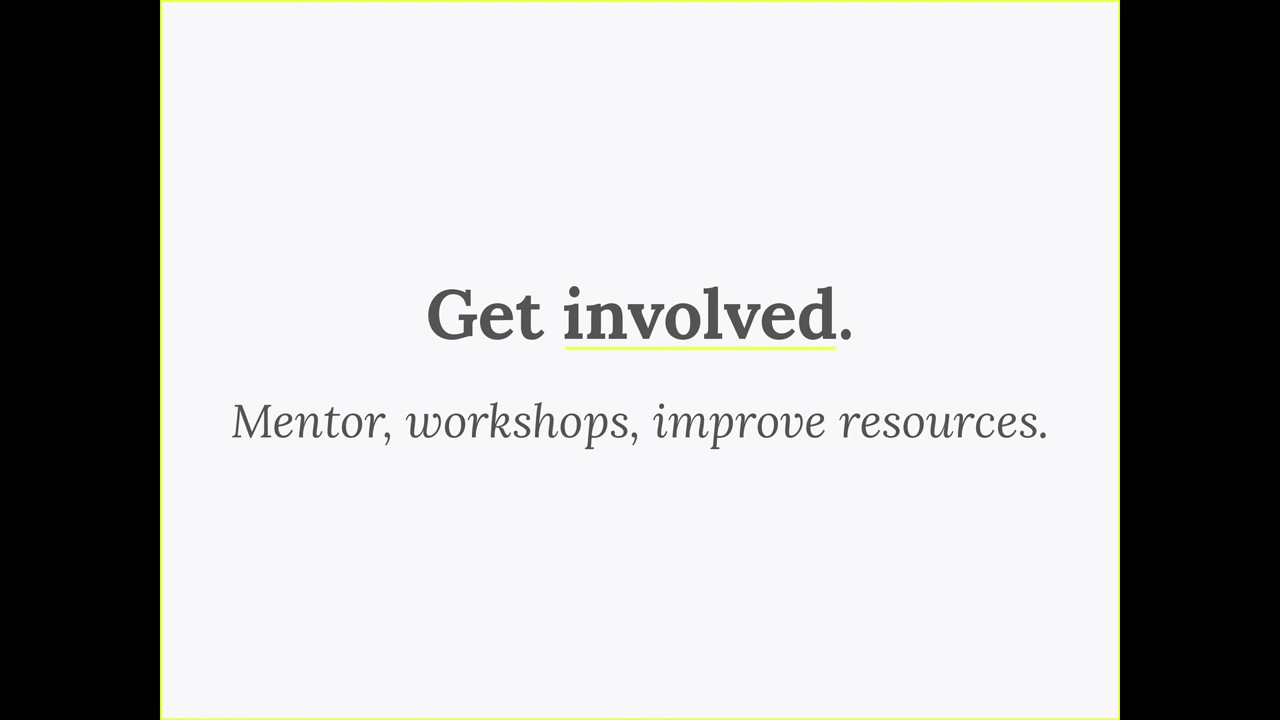 Get involved.
Mentor, workshops, improve resources.